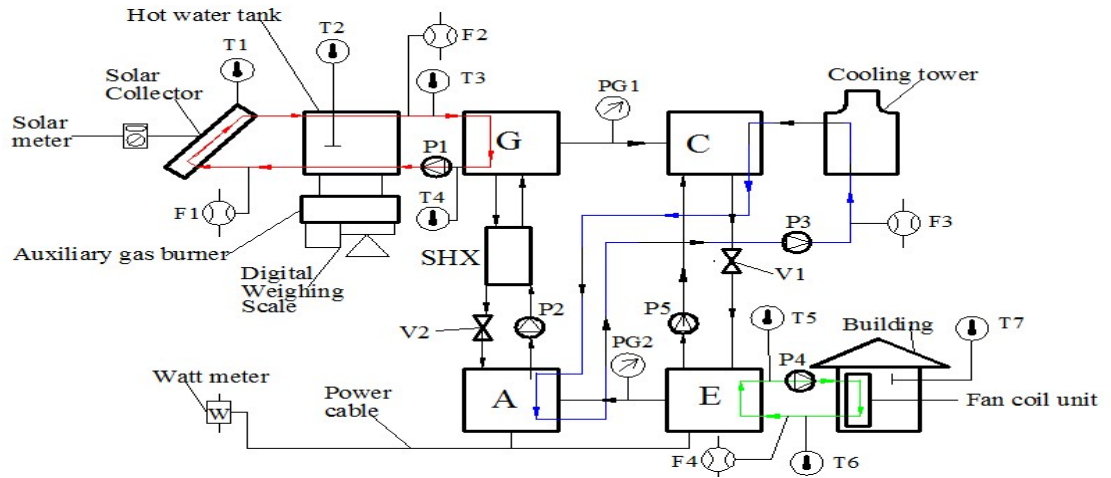 Hot water tank
T1
T2
F2
T3
Solar
Collector
Solar
meter
PG1
Cooling tower
G
C
P1
T4
F1
P3
F3
Auxiliary gas burner
Digital
Weighing
Scale
SHX
V1
P2
P5
V2
PG2
T5
Building
T7
P4
Watt meter
W
Power
cable
A
E
Fan coil unit
F4
T6